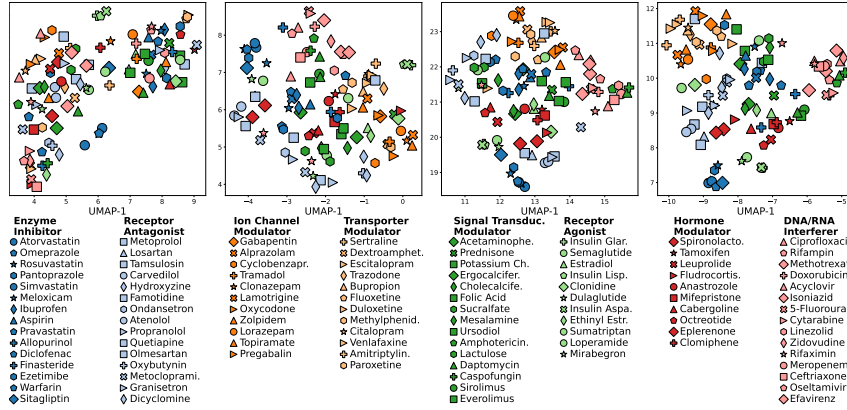 8
7
6
5
4
12
11
10
9
8
7
23
22
21
20
19
4 5 6 7 8 9
−4 −3 −2 −1 0
11 12 13 14 15
−10 −9 −8 −7 −6 −5
UMAP-1 UMAP-1 UMAP-1 UMAP-1
Enzyme
Inhibitor
Atorvastatin
Omeprazole
Rosuvastatin
Pantoprazole
Simvastatin
Meloxicam
Ibuprofen
Aspirin
Pravastatin
Allopurinol
Diclofenac
Finasteride
Ezetimibe
Warfarin
Sitagliptin
Receptor
Antagonist
Metoprolol
Losartan
Tamsulosin
Carvedilol
Hydroxyzine
Famotidine
Ondansetron
Atenolol
Propranolol
Quetiapine
Olmesartan
Oxybutynin
Metoclopromi.
Granisetron
Dicyclomine
Ion Channel
Modulator
Gabapentin
Alprazolam
Cyclobenzapr.
Tramadol
Clonazepam
Lamotrigine
Oxycodone
Zolpidem
Lorazepam
Topiramate
Pregabalin
Transporter
Modulator
Sertraline
Dextroamphet.
Escitalopram
Trazodone
Bupropion
Fluoxetine
Duloxetine
Methylphenid.
Citalopram
Venlafaxine
Amitriptylin.
Paroxetine
Signal Transduc.
Modulator
Acetaminophe.
Prednisone
Potassium Ch.
Ergocalcifer.
Cholecalcife.
Folic Acid
Sucralfate
Mesalamine
Ursodiol
Amphotericin.
Lactulose
Daptomycin
Caspofungin
Sirolimus
Everolimus
Receptor
Agonist
Insulin Glar.
Semaglutide
Estradiol
Insulin Lisp.
Clonidine
Dulaglutide
Insulin Aspa.
Ethinyl Estr.
Sumatriptan
Loperamide
Mirabegron
Hormone
Modulator
Spironolacto.
Tamoxifen
Leuprolide
Fludrocortis.
Anastrozole
Mifepristone
Cabergoline
Octreotide
Eplerenone
Clomiphene
DNA/RNA
Interferer
Ciprofloxaci
Rifampin
Methotrexat
Doxorubicin
Acyclovir
Isoniazid
5-Fluoroura
Cytarabine
Linezolid
Zidovudine
Rifaximin
Meropenem
Ceftriaxone
Oseltamivir
Efavirenz